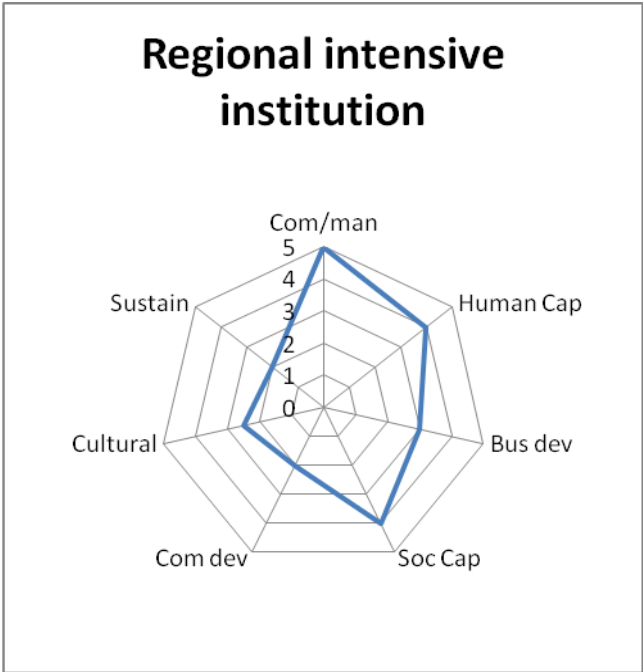 Regional intensive
institution
Com/man
5
4
3
2
1
0
Human Cap
Bus dev
Soc Cap
Com dev
Cultural
Sustain